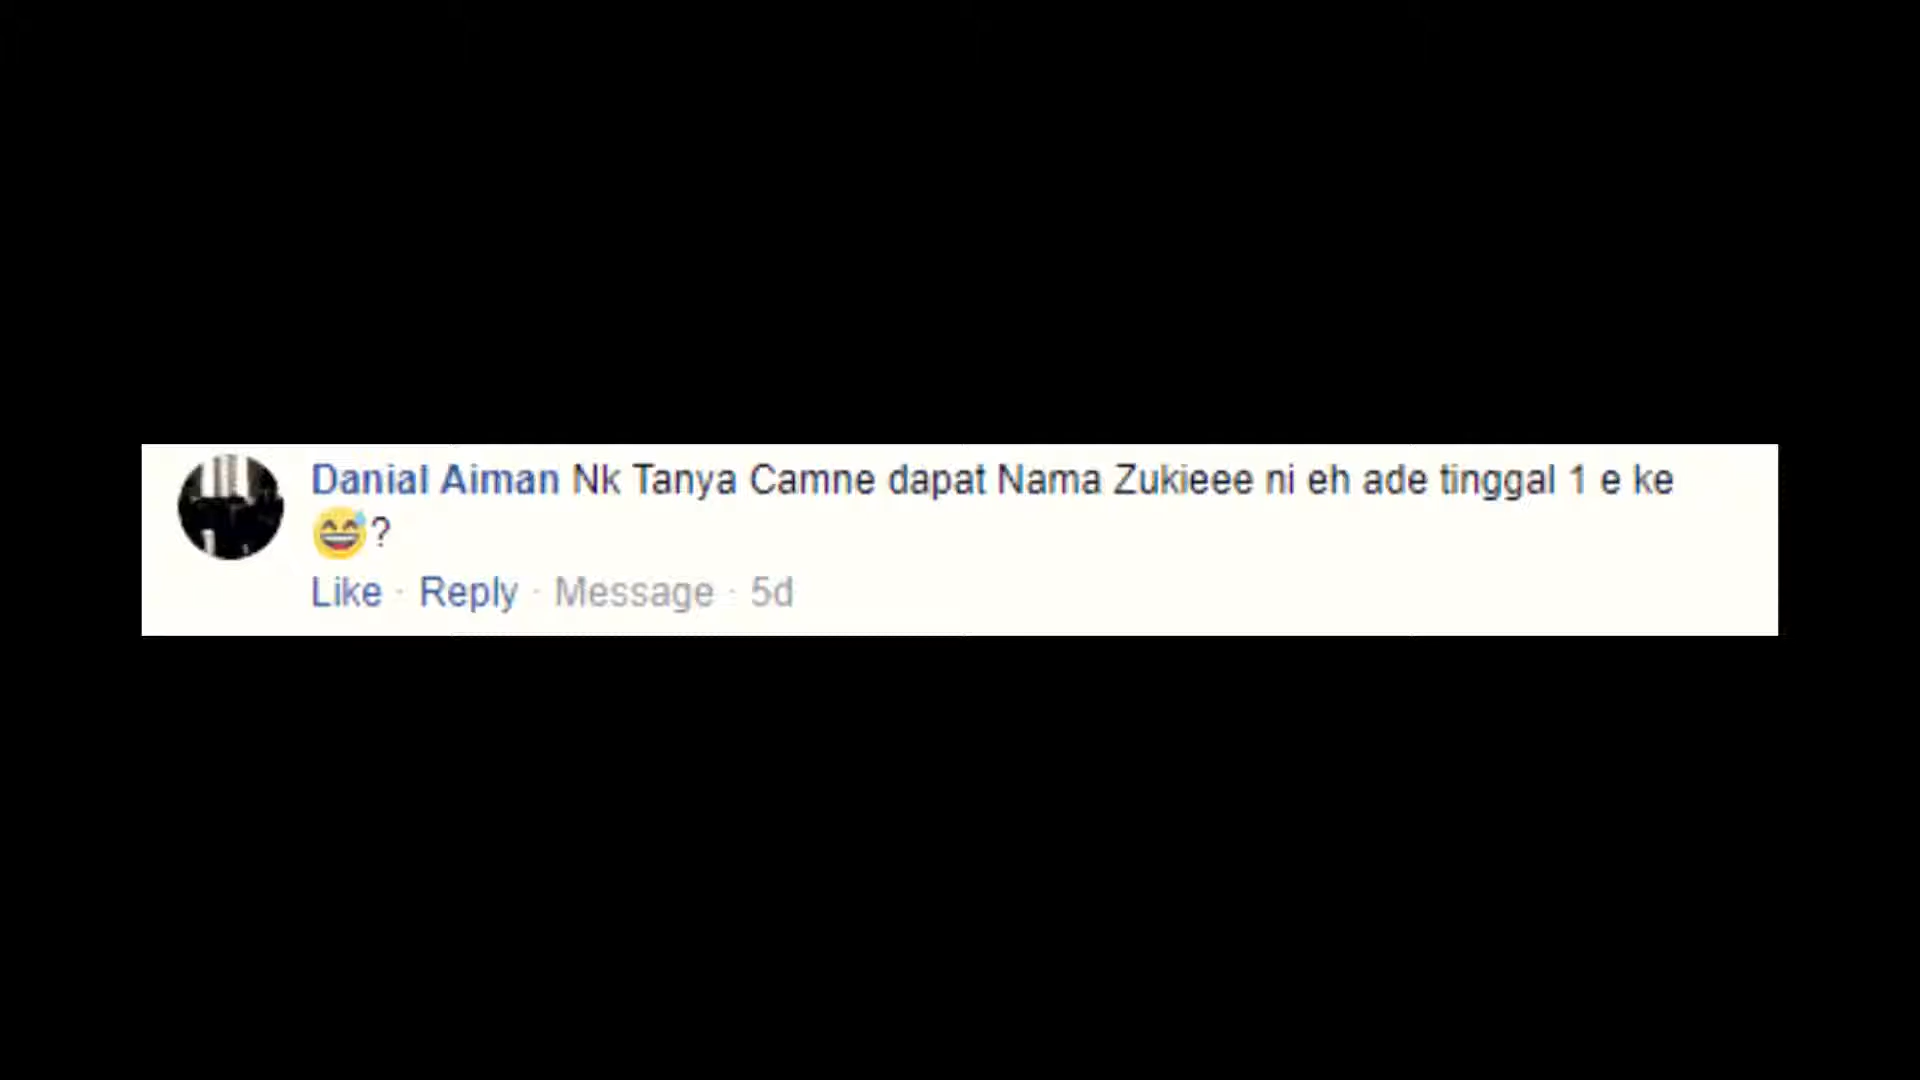 Danial Aiman Nk Tanya Camne dapat Nama Zukieee ni eh ade tinggal 1 e ke
😅?
Like · Reply · Message · 5d